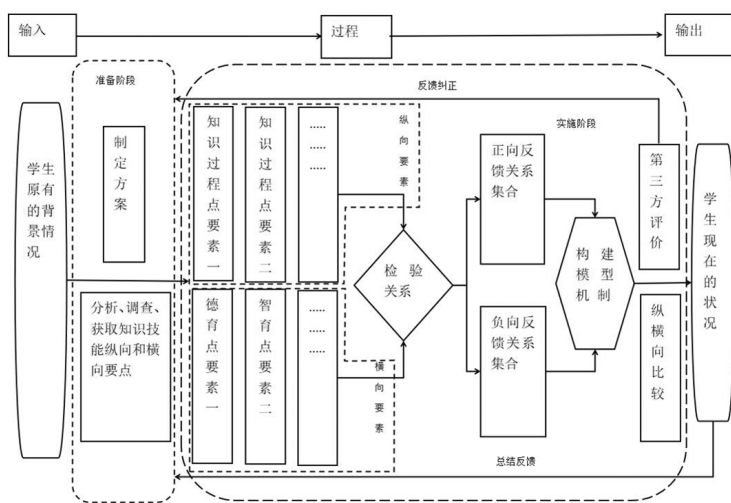 输入
过程
输出
准备阶段
反馈纠正
实施阶段
学生
原有
的背
景情
况
制定方案
分析、调查、
获取知识技
能纵向和横
向要点
知识过程点要素一
知识过程点要素二
……
……
纵向要素
德育点要素一
智育点要素二
……
……
横向要素
检 验
关系
正向反
馈关系
集合
负向反
馈关系
集合
构 建
模 型
机 制
第三方评价
纵横向比较
学生现在的状况
总结反馈